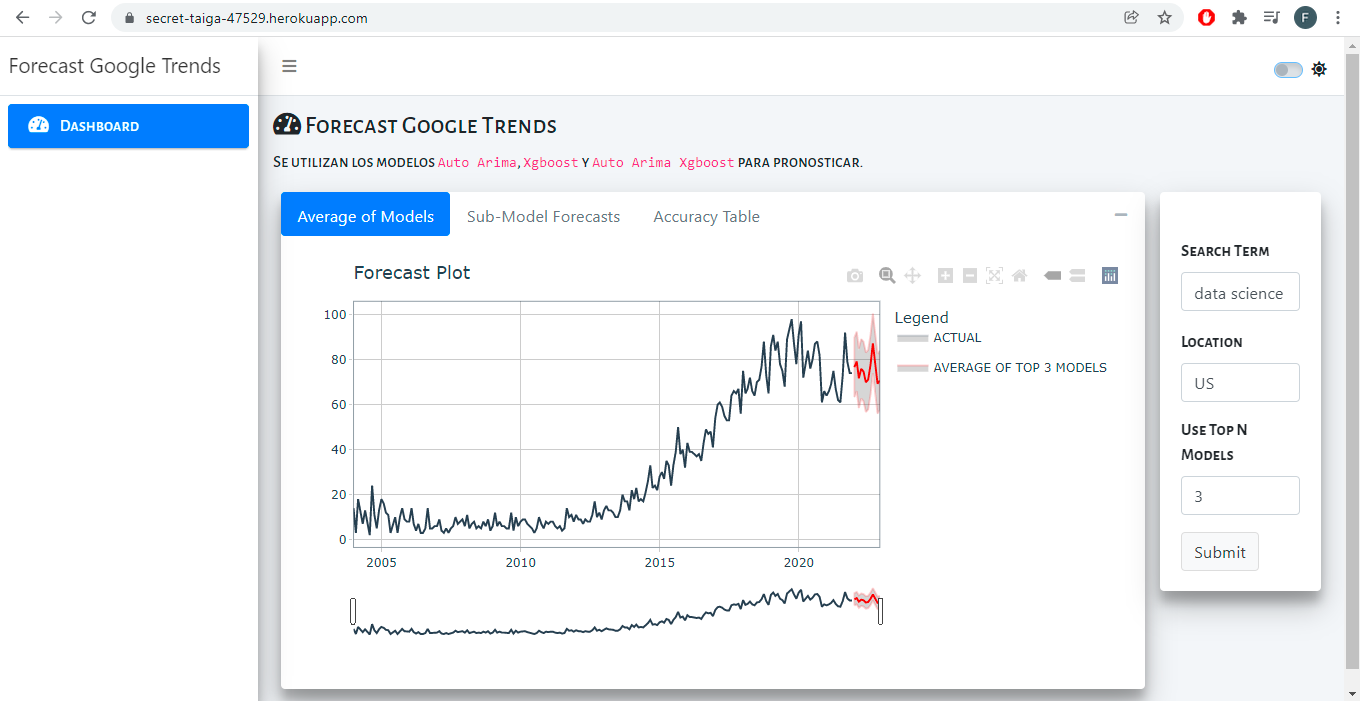 secret-taiga-47529.herokuapp.com
F
Forecast Google Trends
Dashboard
Forecast Google Trends
Se utilizan los modelos Auto Arima, Xgboost y Auto Arima Xgboost para pronosticar.
Average of Models
Sub-Model Forecasts
Accuracy Table
Forecast Plot
100
80
60
40
20
0
2005
2010
2015
2020
Legend
ACTUAL
AVERAGE OF TOP 3 MODELS
Search Term
data science
Location
US
Use Top N
Models
3
Submit